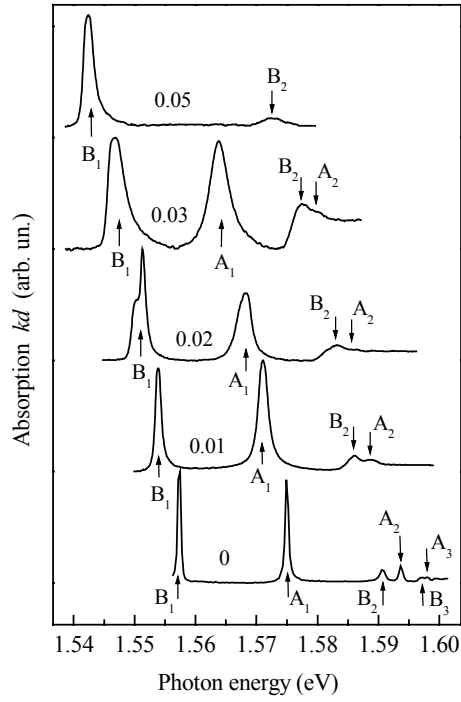 0.05
B₂
B₁
0.03
B₂
A₂
B₁
A₁
0.02
B₂
A₂
B₁
A₁
0.01
B₂
A₂
B₁
A₁
0
A₂
A₃
B₁
A₁
B₂
B₃
1.54 1.55 1.56 1.57 1.58 1.59 1.60
Photon energy (eV)
Absorption kd (arb. un.)